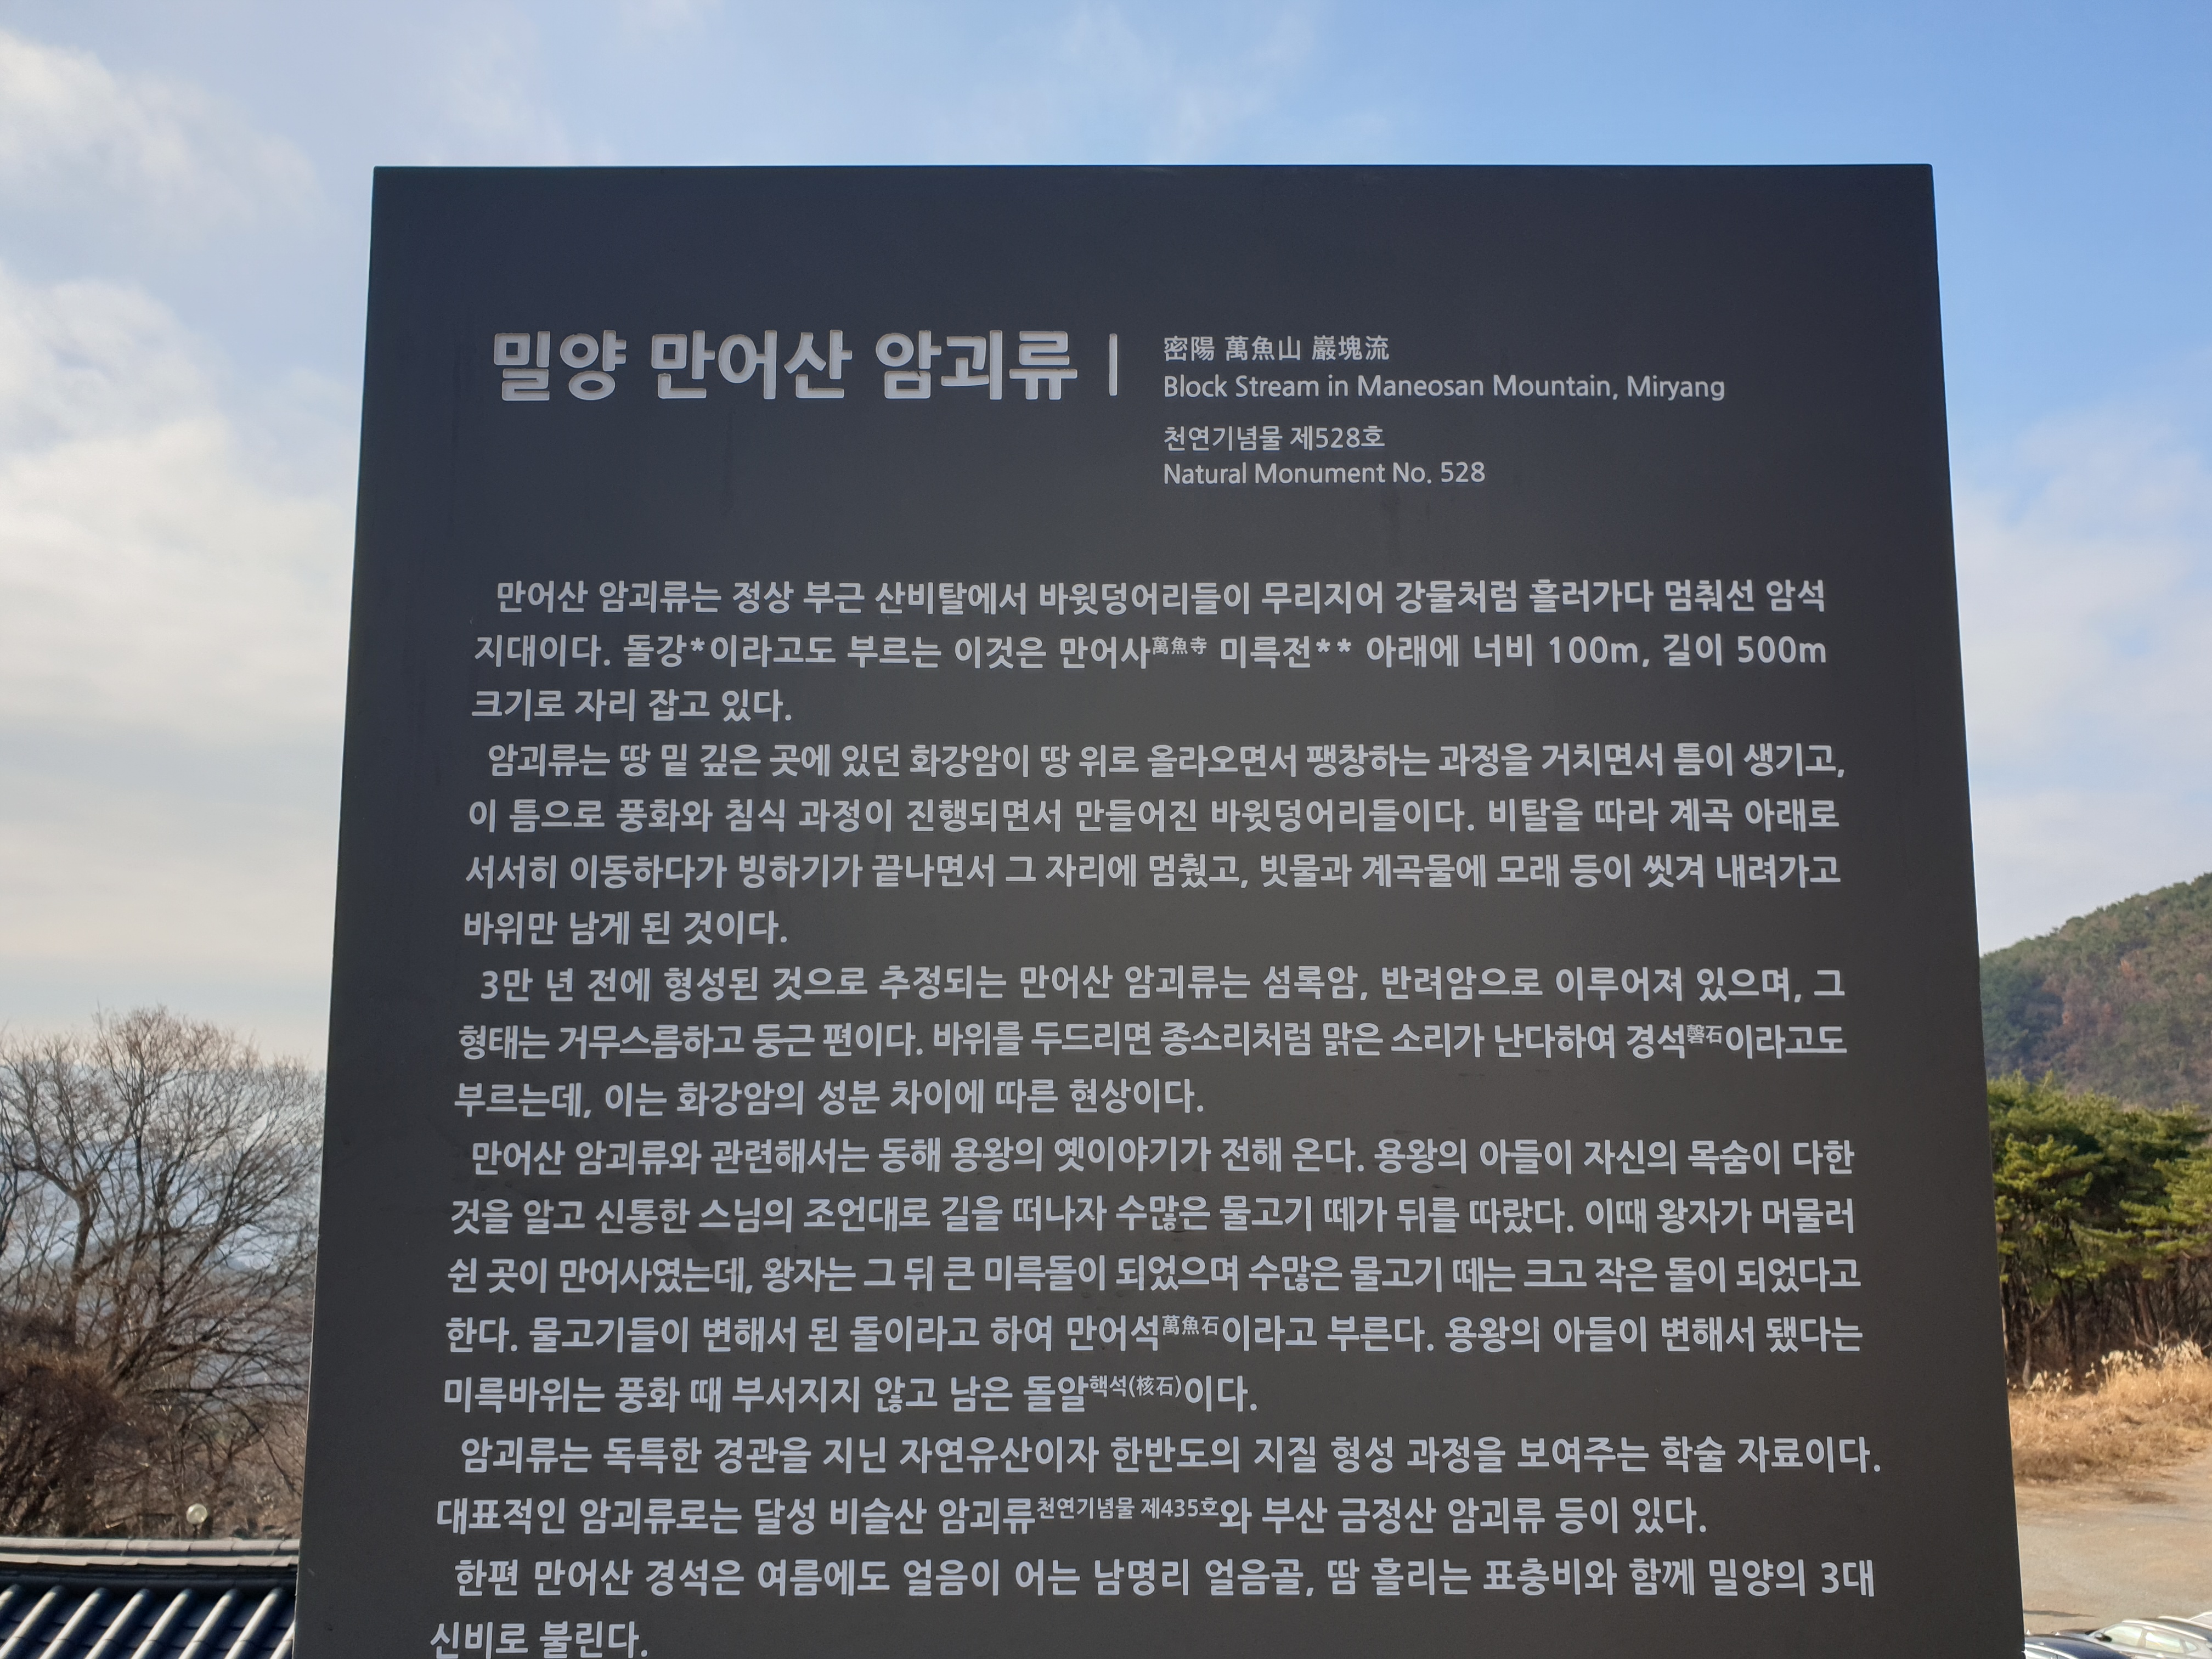 밀양 만어산 암괴류
密陽 萬魚山 巖塊流
Block Stream in Maneosan Mountain, Miryang
천연기념물 제528호
Natural Monument No. 528
만어산 암괴류는 정상 부근 산비탈에서 바윗덩어리들이 무리지어 강물처럼 흘러가다 멈춰선 암석
지대이다. 돌강*이라고도 부르는 이것은 만어사萬魚寺 미륵전** 아래에 너비 100m, 길이 500m
크기로 자리 잡고 있다.
암괴류는 땅 밑 깊은 곳에 있던 화강암이 땅 위로 올라오면서 팽창하는 과정을 거치면서 틈이 생기고,
이 틈으로 풍화와 침식 과정이 진행되면서 만들어진 바윗덩어리들이다. 비탈을 따라 계곡 아래로
서서히 이동하다가 빙하기가 끝나면서 그 자리에 멈췄고, 빗물과 계곡물에 모래 등이 씻겨 내려가고
바위만 남게 된 것이다.
3만 년 전에 형성된 것으로 추정되는 만어산 암괴류는 섬록암, 반려암으로 이루어져 있으며, 그
형태는 거무스름하고 둥근 편이다. 바위를 두드리면 종소리처럼 맑은 소리가 난다하여 경석磬石이라고도
부르는데, 이는 화강암의 성분 차이에 따른 현상이다.
만어산 암괴류와 관련해서는 동해 용왕의 옛이야기가 전해 온다. 용왕의 아들이 자신의 목숨이 다한
것을 알고 신통한 스님의 조언대로 길을 떠나자 수많은 물고기 떼가 뒤를 따랐다. 이때 왕자가 머물러
쉰 곳이 만어사였는데, 왕자는 그 뒤 큰 미륵돌이 되었으며 수많은 물고기 떼는 크고 작은 돌이 되었다고
한다. 물고기들이 변해서 된 돌이라고 하여 만어석萬魚石이라고 부른다. 용왕의 아들이 변해서 됐다는
미륵바위는 풍화 때 부서지지 않고 남은 돌알핵석(核石)이다.
암괴류는 독특한 경관을 지닌 자연유산이자 한반도의 지질 형성 과정을 보여주는 학술 자료이다.
대표적인 암괴류로는 달성 비슬산 암괴류천연기념물 제435호와 부산 금정산 암괴류 등이 있다.
한편 만어산 경석은 여름에도 얼음이 어는 남명리 얼음골, 땀 흘리는 표충비와 함께 밀양의 3대
신비로 불린다.